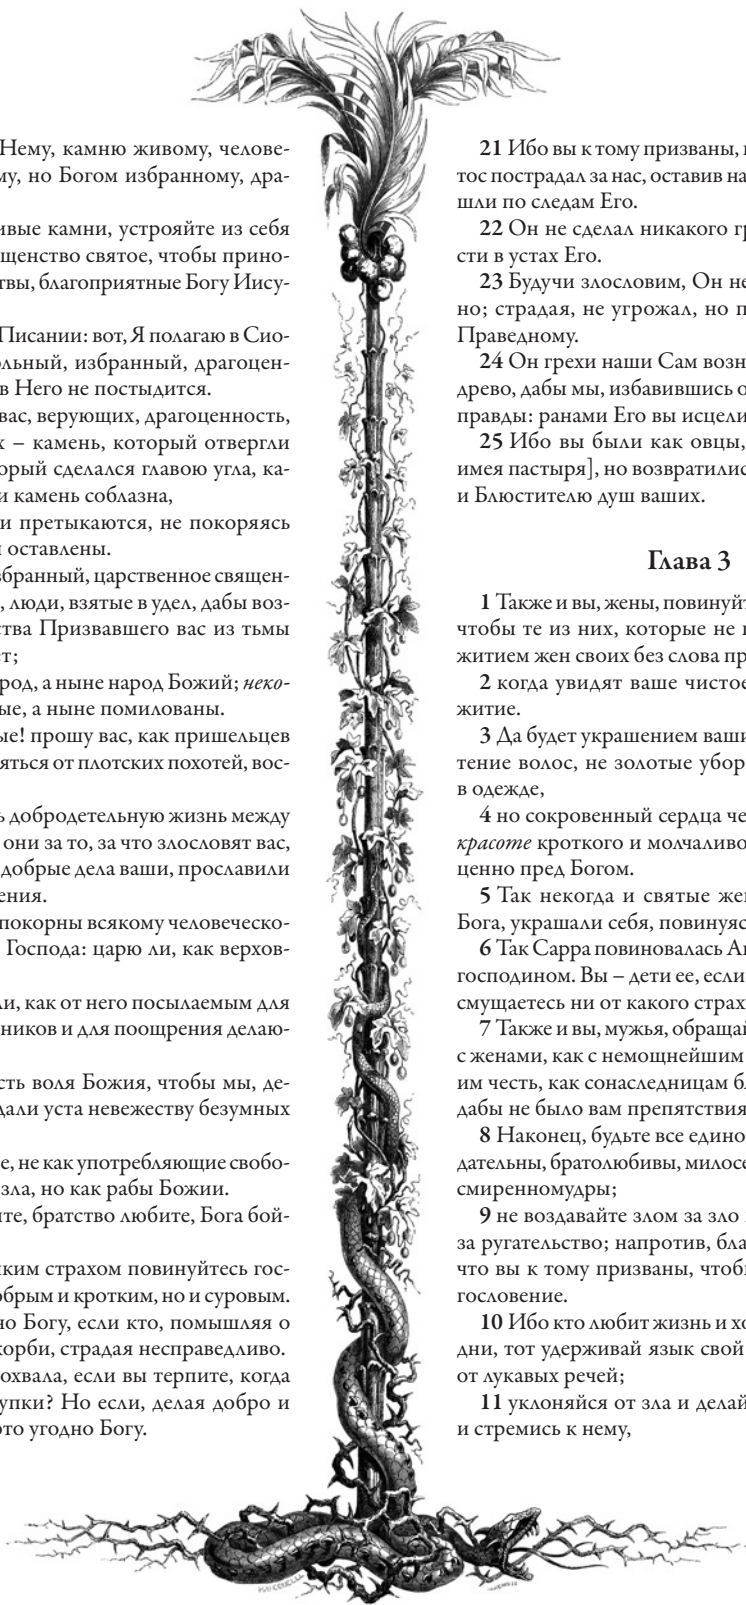 Нему, камню живому, челове-
му, но Богом избранному, дра-
ивые камни, устрояйте из себя
щенство святое, чтобы прино-
твы, благоприятные Богу Иису-
Писании: вот, Я полагаю в Сио-
ольный, избранный, драгоцен-
в Него не постыдится.
вас, верующих, драгоценность,
х – камень, который отвергли
орый сделался главою угла, ка-
и камень соблазна,
и претыкаются, не покоряясь
и оставлены.
збранный, царственное священ-
, люди, взятые в удел, дабы воз-
тва Призвавшего вас из тьмы
ет;
род, а ныне народ Божий; неко-
ые, а ныне помилованы.
ые! прошу вас, как пришельцев
яться от плотских похотей, вос-
ь добродетельную жизнь между
они за то, за что злословят вас,
добрые дела ваши, прославили
ения.
покорны всякому человеческо-
Господа: царю ли, как верхов-
ли, как от него посылаемым для
ников и для поощрения делаю-
сть воля Божия, чтобы мы, де-
дали уста невежеству безумных
е, не как употребляющие свобо-
зла, но как рабы Божии.
ите, братство любите, Бога бой-
ким страхом повинуйтесь гос-
обрым и кротким, но и суровым.
но Богу, если кто, помышляя о
корби, страдая несправедливо.
охвала, если вы терпите, когда
упки? Но если, делая добро и
это угодно Богу.
21 Ибо вы к тому призваны,
тос пострадал за нас, оставив на
шли по следам Его.
22 Он не сделал никакого гр
сти в устах Его.
23 Будучи злословим, Он не
но; страдая, не угрожал, но п
Праведному.
24 Он грехи наши Сам возн
древо, дабы мы, избавившись о
правды: ранами Его вы исцели
25 Ибо вы были как овцы,
имея пастыря], но возвратилис
и Блюстителю душ ваших.
Глава 3
1 Также и вы, жены, повинуйт
чтобы те из них, которые не
житием жен своих без слова пр
2 когда увидят ваше чистое
житие.
3 Да будет украшением ваши
тение волос, не золотые убор
в одежде,
4 но сокровенный сердца че
красоте кроткого и молчаливо
ценно пред Богом.
5 Так некогда и святые жен
Бога, украшали себя, повинуяс
6 Так Сарра повиновалась Ав
господином. Вы – дети ее, если
смущаетесь ни от какого страх
7 Также и вы, мужья, обращай
с женами, как с немощнейшим
им честь, как сонаследницам бл
дабы не было вам препятствия
8 Наконец, будьте все едино
дательны, братолюбивы, милосе
смиренномудры;
9 не воздавайте злом за зло
за ругательство; напротив, бла
что вы к тому призваны, чтобы
гословение.
10 Ибо кто любит жизнь и хо
дни, тот удерживай язык свой
от лукавых речей;
11 уклоняйся от зла и делай
и стремись к нему,